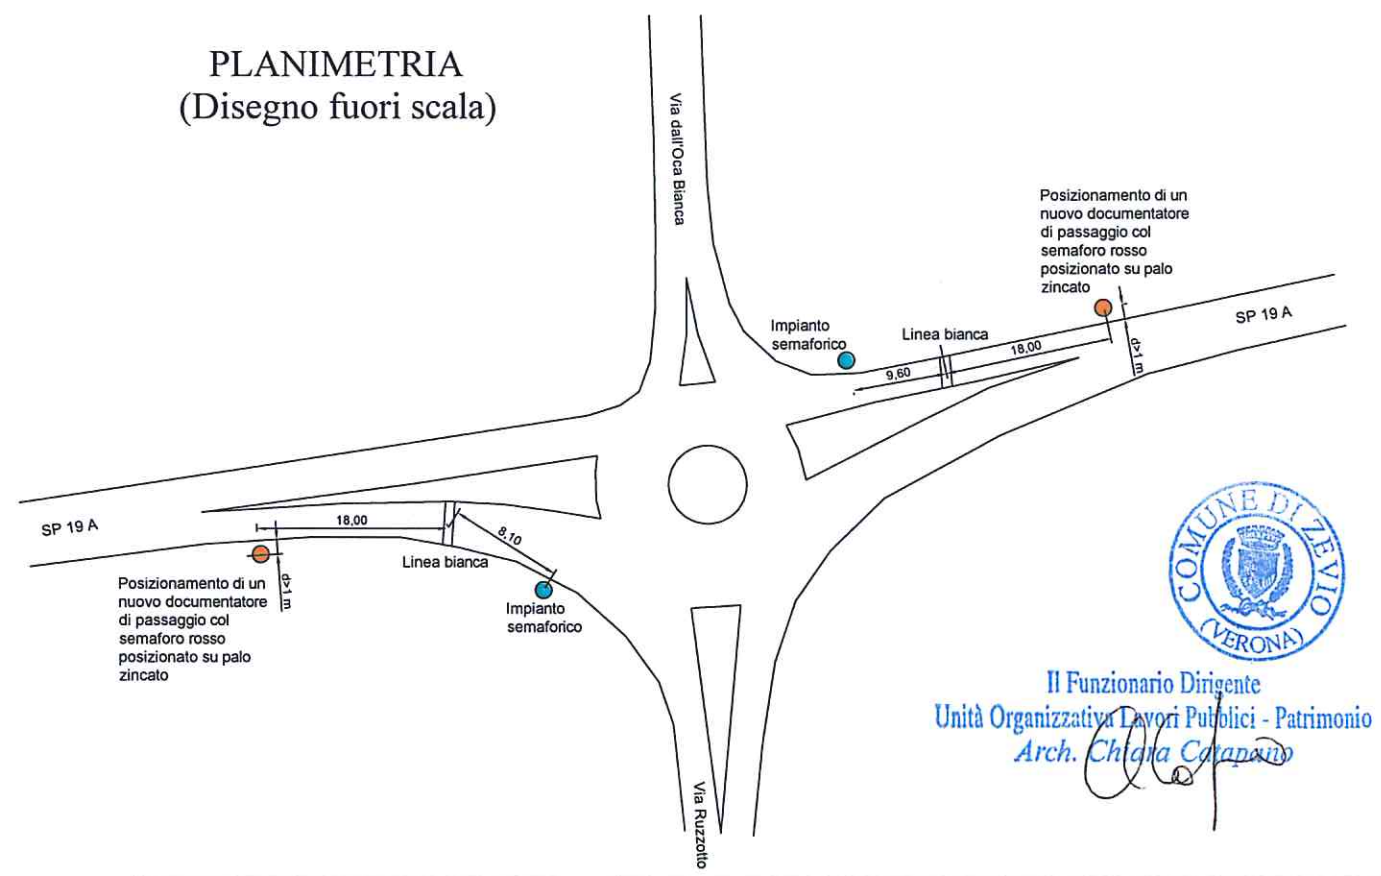 PLANIMETRIA
(Disegno fuori scala)
Via dall'Oca Bianca
Posizionamento di un
nuovo documentatore
di passaggio col
semaforo rosso
posizionato su palo
zincato
SP 19 A
Impianto
semaforico
Linea bianca
18,00
9,60
d>1 m
SP 19 A
18,00
8,10
Linea bianca
d>1 m
Posizionamento di un
nuovo documentatore
di passaggio col
semaforo rosso
posizionato su palo
zincato
Impianto
semaforico
Via Ruzzotto
COMUNE DI ZEVIO
(VERONA)
Il Funzionario Dirigente
Unità Organizzativa Lavori Pubblici - Patrimonio
Arch. Chiara Catapano